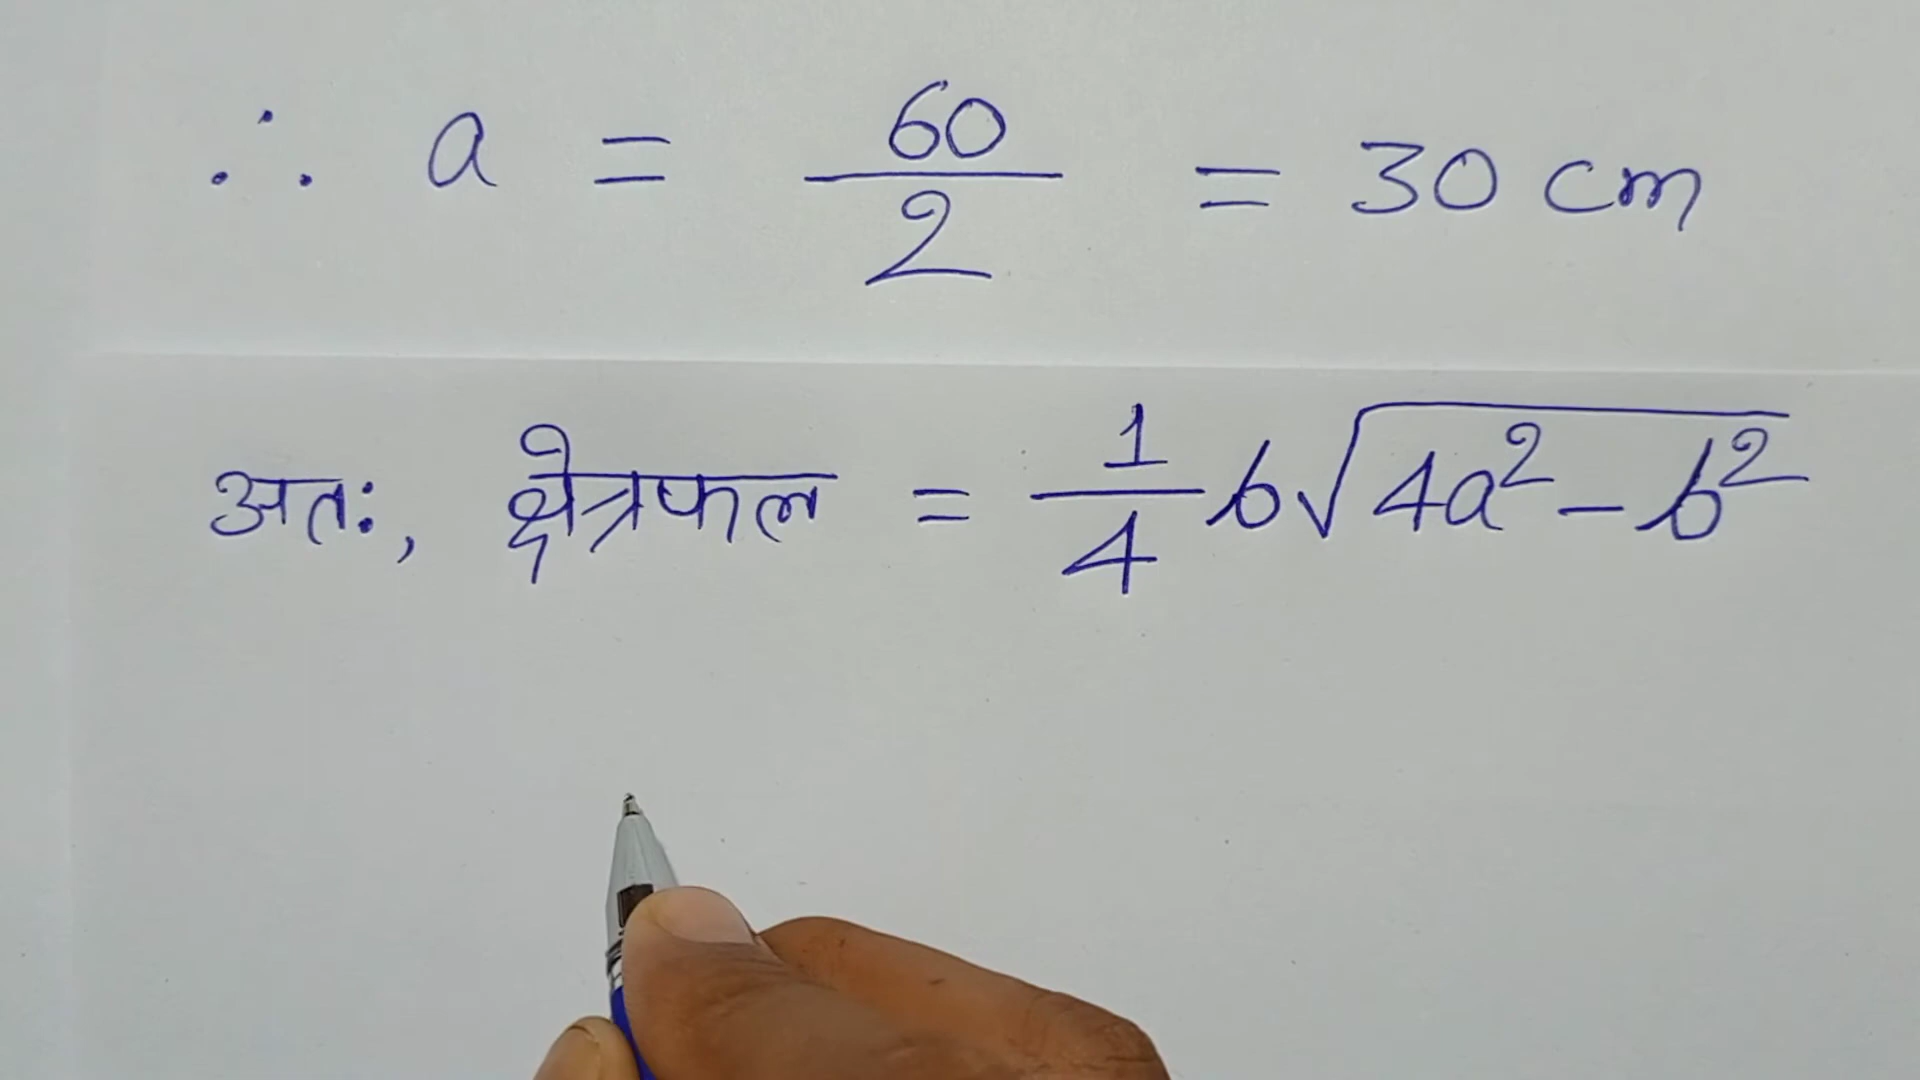 ∴ a = 60/2 = 30 cm
अतः, क्षेत्रफल = 1/4 b√(4a² - b²)